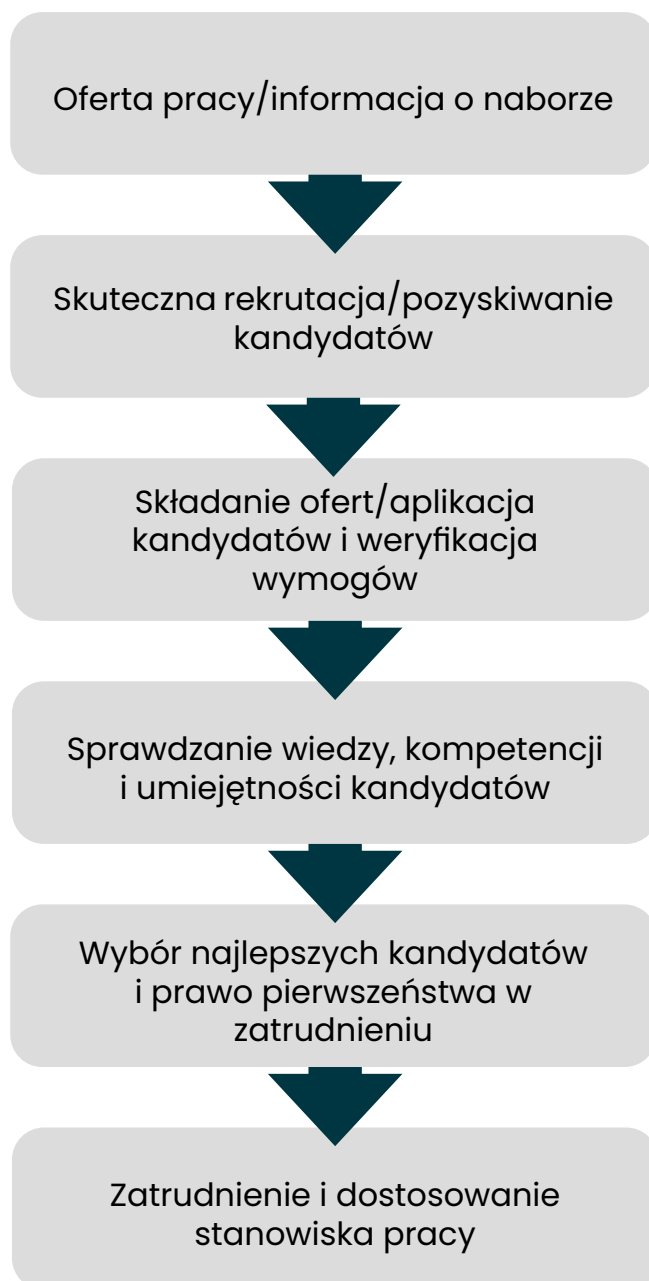 Oferta pracy/informacja o naborze
Skuteczna rekrutacja/pozyskiwanie
kandydatów
Składanie ofert/aplikacja
kandydatów i weryfikacja
wymogów
Sprawdzanie wiedzy, kompetencji
i umiejętności kandydatów
Wybór najlepszych kandydatów
i prawo pierwszeństwa w
zatrudnieniu
Zatrudnienie i dostosowanie
stanowiska pracy